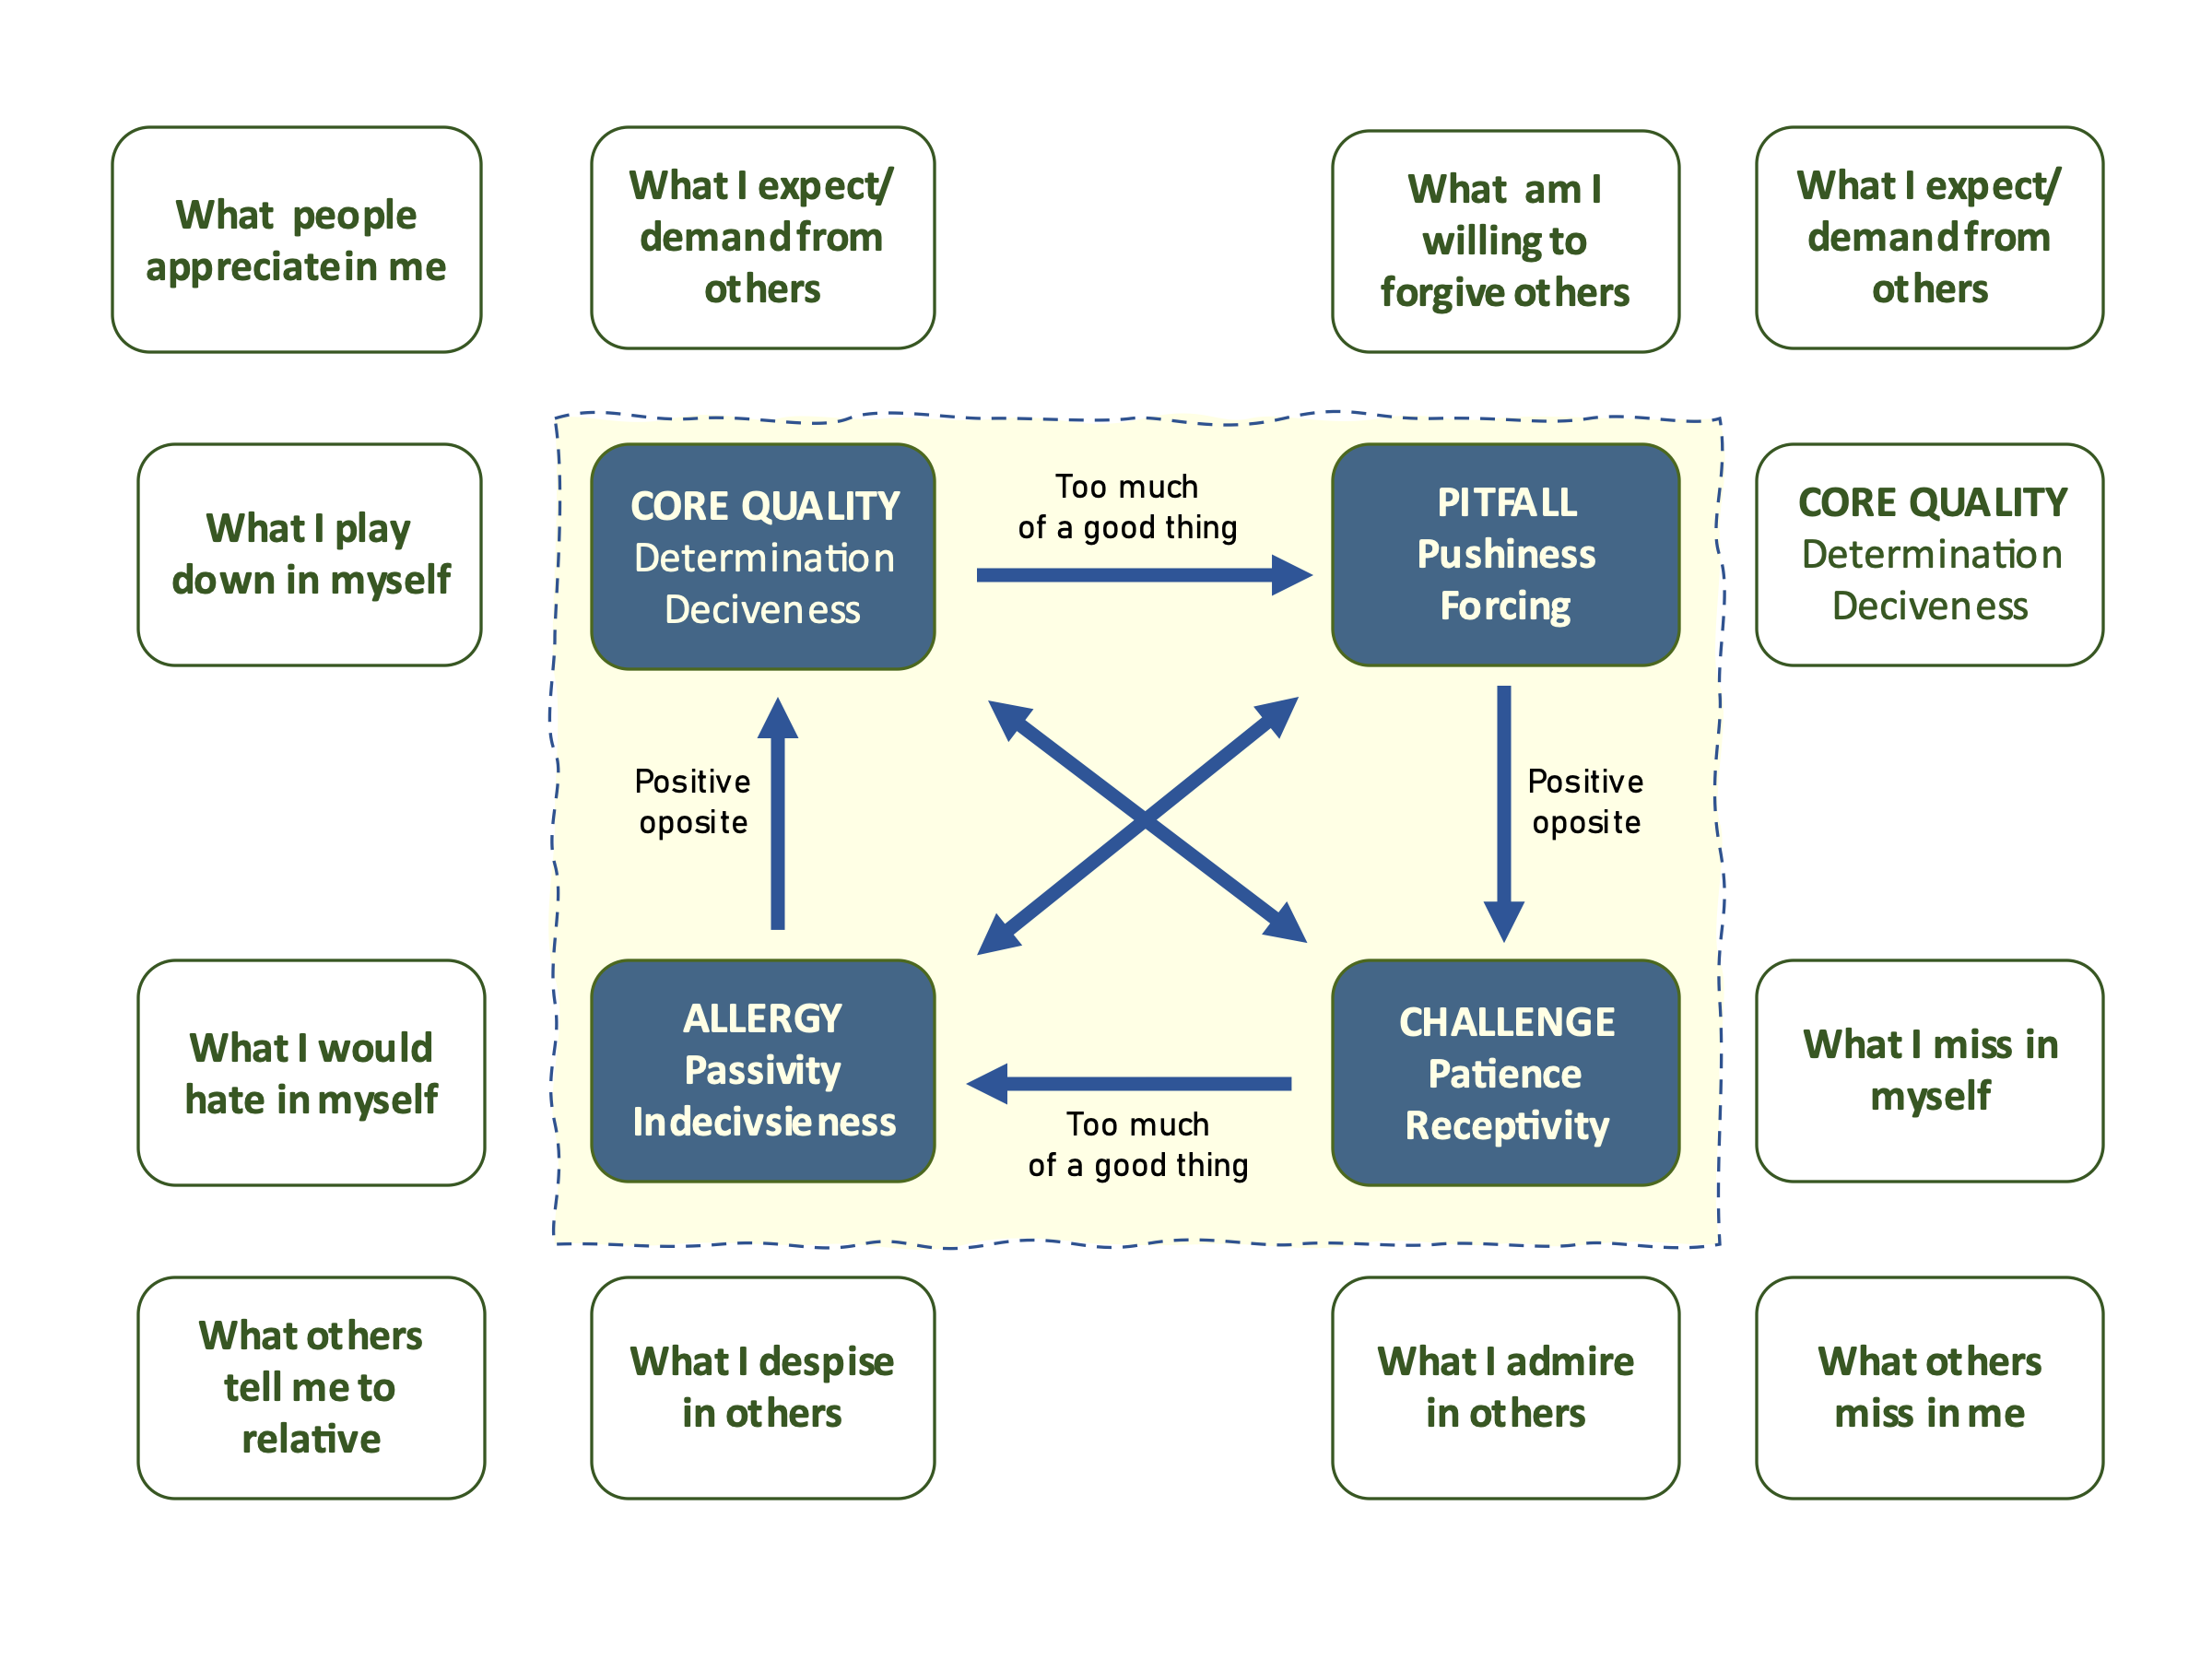 What people
appreciate in me
What I expect/
demand from
others
What am I
willing to
forgive others
What I expect/
demand from
others
What I play
down in myself
CORE QUALITY
Determination
Deciveness
Too much
of a good thing
PITFALL
Pushiness
Forcing
CORE QUALITY
Determination
Deciveness
Positive
oposite
Positive
oposite
What I would
hate in myself
ALLERGY
Passivity
Indecivsieness
Too much
of a good thing
CHALLENGE
Patience
Receptivity
What I miss in
myself
What others
tell me to
relative
What I despise
in others
What I admire
in others
What others
miss in me